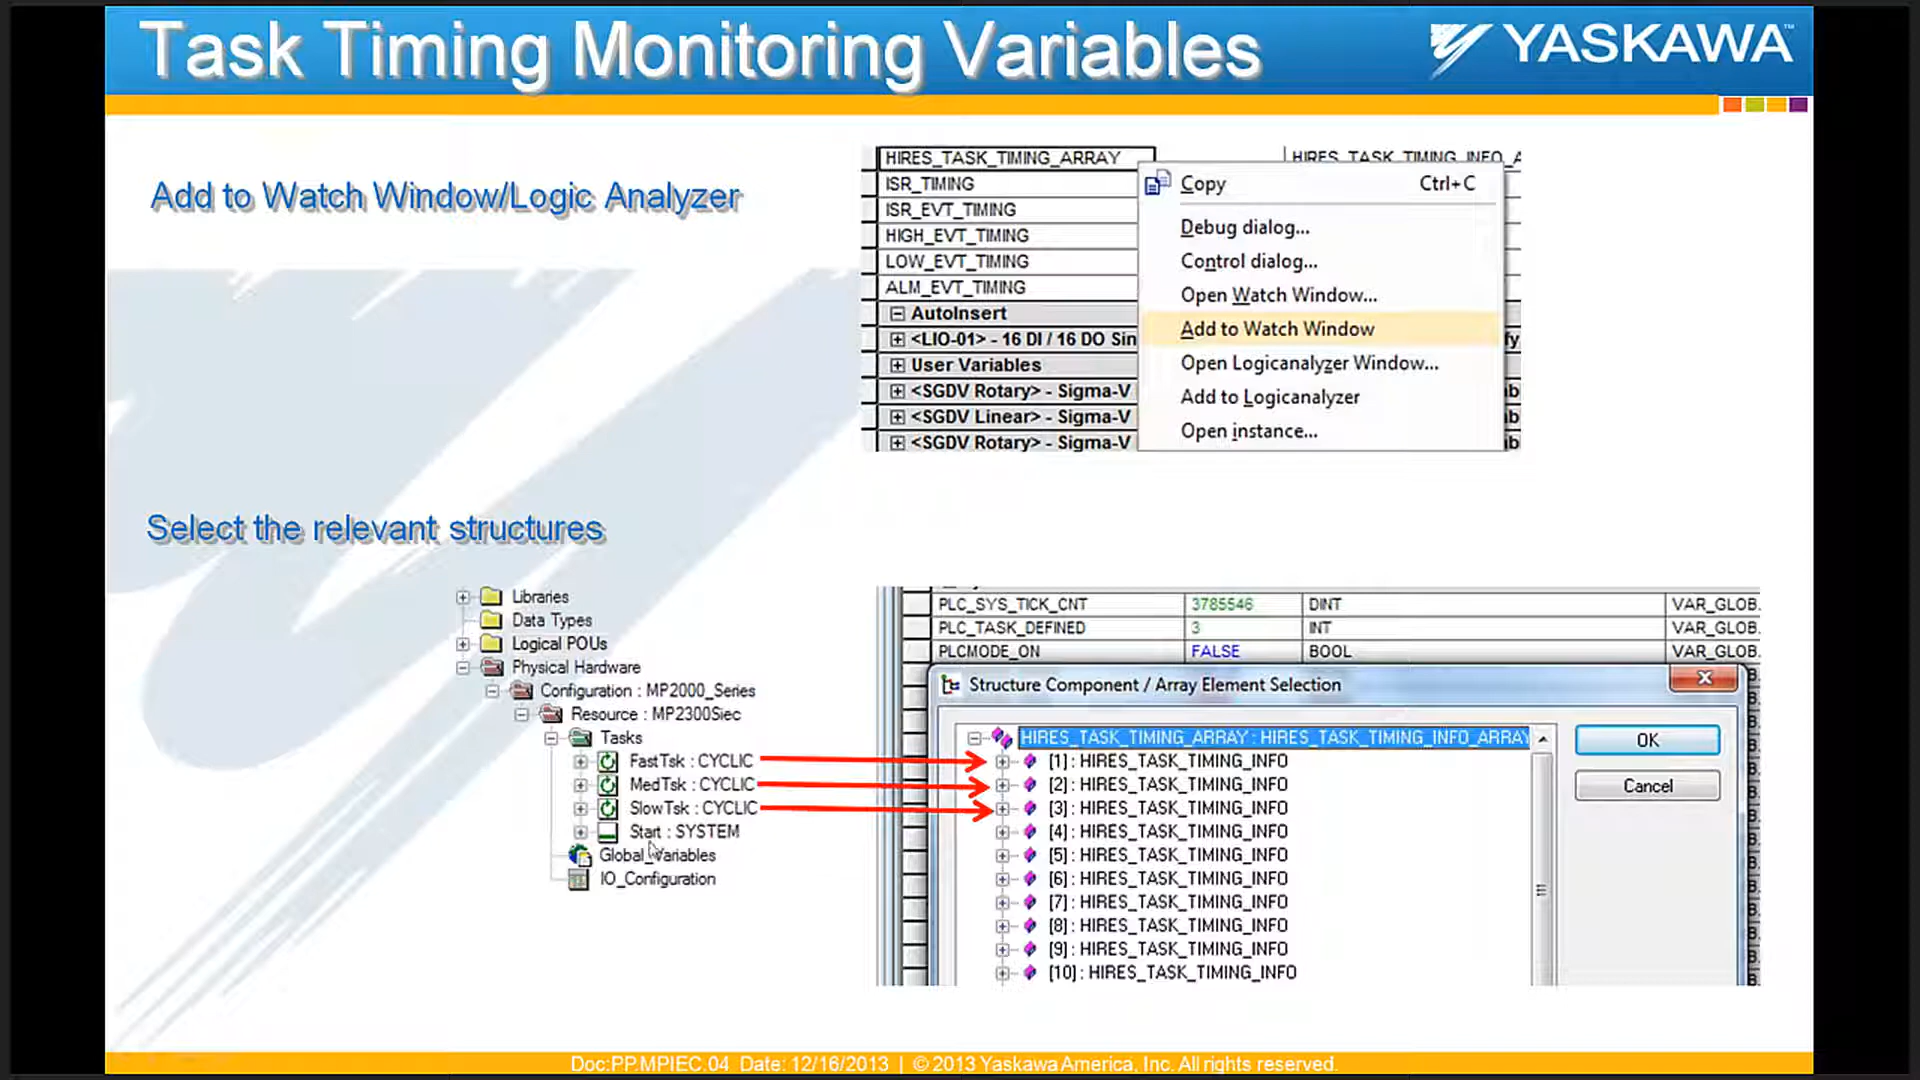 Task Timing Monitoring Variables
YASKAWA™
Add to Watch Window/Logic Analyzer
HIRES_TASK_TIMING_ARRAY
HIRES_TASK_TIMING_INFO_A
ISR_TIMING
ISR_EVT_TIMING
HIGH_EVT_TIMING
LOW_EVT_TIMING
ALM_EVT_TIMING
AutoInsert
<LIO-01> - 16 DI / 16 DO Sin
User Variables
<SGDV Rotary> - Sigma-V
<SGDV Linear> - Sigma-V
<SGDV Rotary> - Sigma-V
Copy Ctrl+C
Debug dialog...
Control dialog...
Open Watch Window...
Add to Watch Window
Open Logicanalyzer Window...
Add to Logicanalyzer
Open instance...
Select the relevant structures
Libraries
Data Types
Logical POUs
Physical Hardware
Configuration : MP2000_Series
Resource : MP2300Siec
Tasks
FastTsk : CYCLIC
MedTsk : CYCLIC
SlowTsk : CYCLIC
Start : SYSTEM
Global_Variables
IO_Configuration
PLC_SYS_TICK_CNT 3785546 DINT VAR_GLOB.
PLC_TASK_DEFINED 3 INT VAR_GLOB.
PLCMODE_ON FALSE BOOL VAR_GLOB.
Structure Component / Array Element Selection
HIRES_TASK_TIMING_ARRAY : HIRES_TASK_TIMING_INFO_ARRAY
[1] : HIRES_TASK_TIMING_INFO
[2] : HIRES_TASK_TIMING_INFO
[3] : HIRES_TASK_TIMING_INFO
[4] : HIRES_TASK_TIMING_INFO
[5] : HIRES_TASK_TIMING_INFO
[6] : HIRES_TASK_TIMING_INFO
[7] : HIRES_TASK_TIMING_INFO
[8] : HIRES_TASK_TIMING_INFO
[9] : HIRES_TASK_TIMING_INFO
[10] : HIRES_TASK_TIMING_INFO
OK
Cancel
Doc:PP.MPIEC.04 Date: 12/16/2013 | © 2013 Yaskawa America, Inc. All rights reserved.